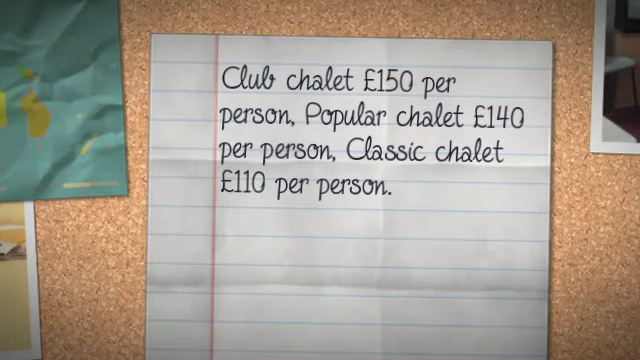 Club chalet £150 per
person, Popular chalet £140
per person, Classic chalet
£110 per person.